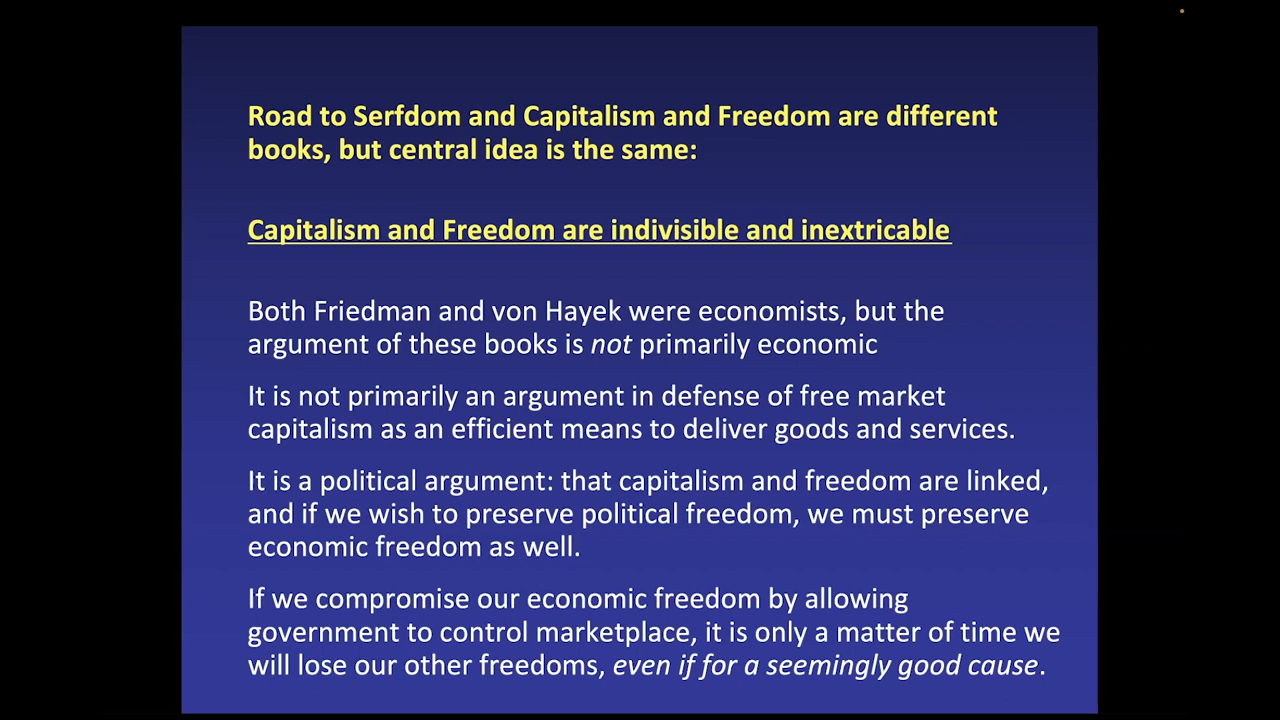 Road to Serfdom and Capitalism and Freedom are different
books, but central idea is the same:
Capitalism and Freedom are indivisible and inextricable
Both Friedman and von Hayek were economists, but the
argument of these books is not primarily economic
It is not primarily an argument in defense of free market
capitalism as an efficient means to deliver goods and services.
It is a political argument: that capitalism and freedom are linked,
and if we wish to preserve political freedom, we must preserve
economic freedom as well.
If we compromise our economic freedom by allowing
government to control marketplace, it is only a matter of time we
will lose our other freedoms, even if for a seemingly good cause.